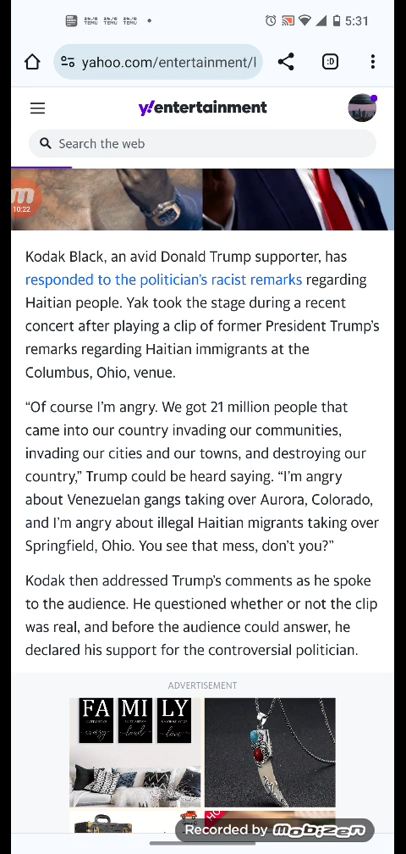 TEMU TEMU TEMU 5:31
yahoo.com/entertainment/l :D
y!entertainment
Search the web
10:22
Kodak Black, an avid Donald Trump supporter, has
responded to the politician's racist remarks regarding
Haitian people. Yak took the stage during a recent
concert after playing a clip of former President Trump's
remarks regarding Haitian immigrants at the
Columbus, Ohio, venue.
“Of course I'm angry. We got 21 million people that
came into our country invading our communities,
invading our cities and our towns, and destroying our
country,” Trump could be heard saying. “I'm angry
about Venezuelan gangs taking over Aurora, Colorado,
and I'm angry about illegal Haitian migrants taking over
Springfield, Ohio. You see that mess, don't you?”
Kodak then addressed Trump's comments as he spoke
to the audience. He questioned whether or not the clip
was real, and before the audience could answer, he
declared his support for the controversial politician.
ADVERTISEMENT
FA MI LY
crazy loud love
HO
Recorded by Mobizen